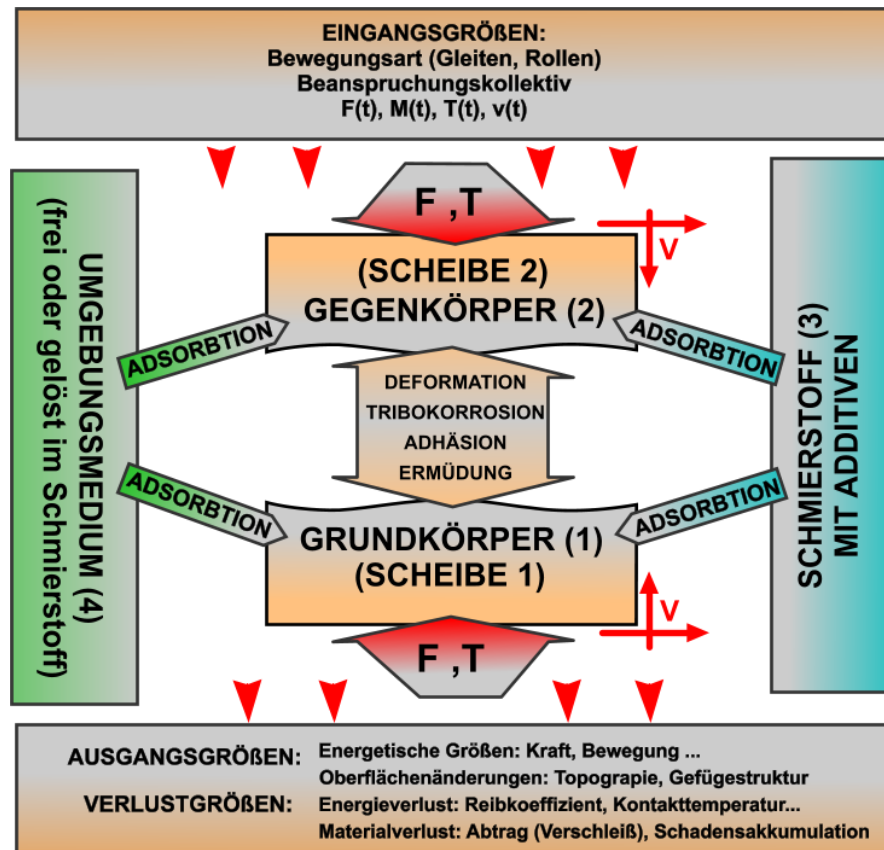 EINGANGSGRÖßEN:
Bewegungsart (Gleiten, Rollen)
Beanspruchungskollektiv
F(t), M(t), T(t), v(t)
UMGEBUNGSMEDIUM (4)
(frei oder gelöst im Schmierstoff)
F ,T
V
(SCHEIBE 2)
GEGENKÖRPER (2)
ADSORBTION
ADSORBTION
DEFORMATION
TRIBOKORROSION
ADHÄSION
ERMÜDUNG
ADSORBTION
ADSORBTION
GRUNDKÖRPER (1)
(SCHEIBE 1)
V
F ,T
SCHMIERSTOFF (3)
MIT ADDITIVEN
AUSGANGSGRÖßEN: Energetische Größen: Kraft, Bewegung ...
Oberflächenänderungen: Topograpie, Gefügestruktur
VERLUSTGRÖßEN: Energieverlust: Reibkoeffizient, Kontakttemperatur...
Materialverlust: Abtrag (Verschleiß), Schadensakkumulation